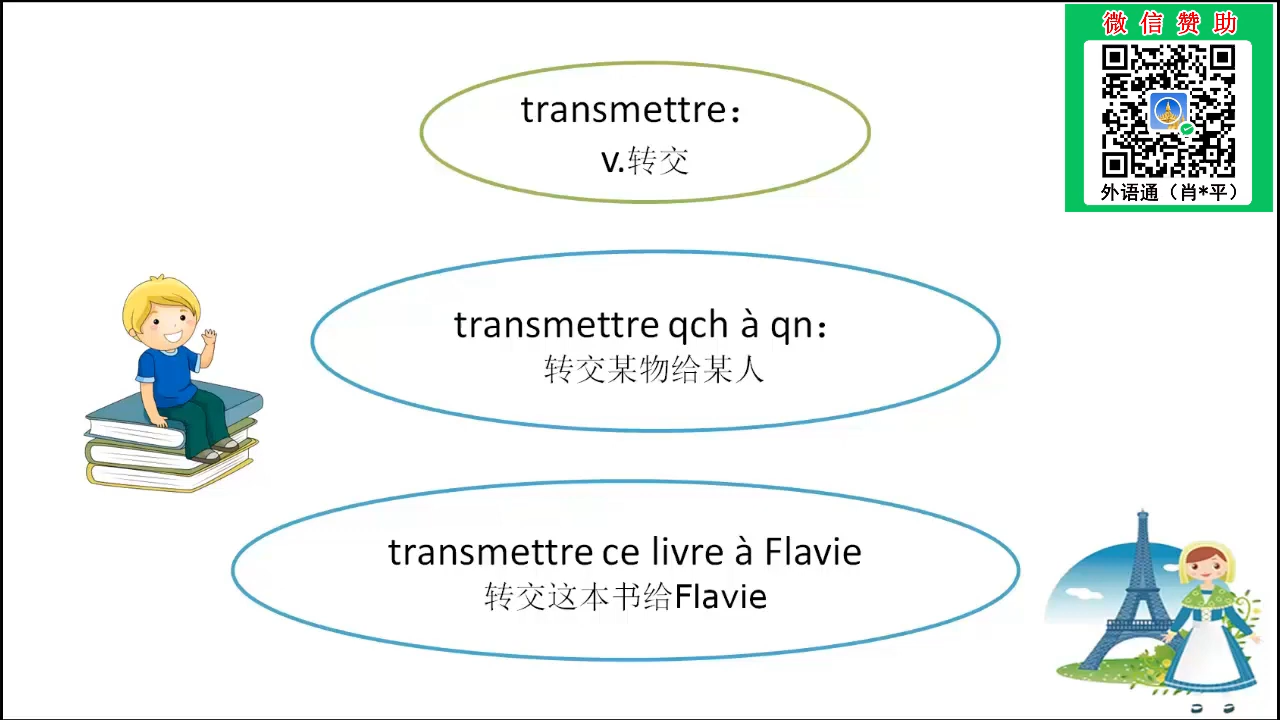 微信赞助
外语通（肖*平）
transmettre：
v.转交
transmettre qch à qn：
转交某物给某人
transmettre ce livre à Flavie
转交这本书给Flavie